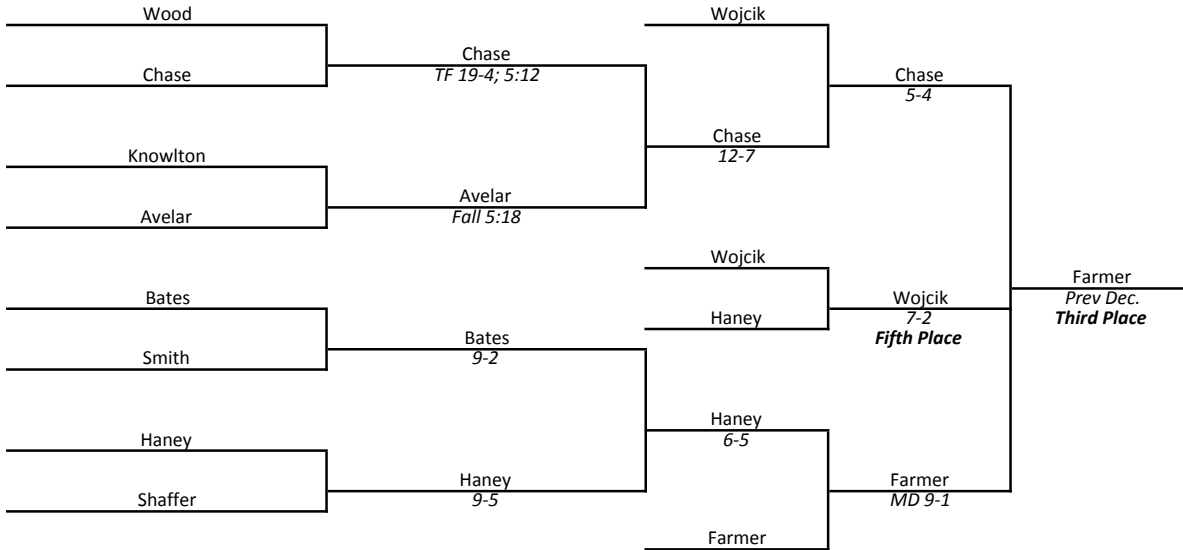 Wood
Wojcik
Chase
TF 19-4; 5:12
Chase
Chase
5-4
Chase
12-7
Knowlton
Avelar
Fall 5:18
Avelar
Wojcik
Farmer
Prev Dec.
Third Place
Bates
Wojcik
7-2
Fifth Place
Haney
Bates
9-2
Smith
Haney
Haney
6-5
Haney
9-5
Farmer
MD 9-1
Shaffer
Farmer